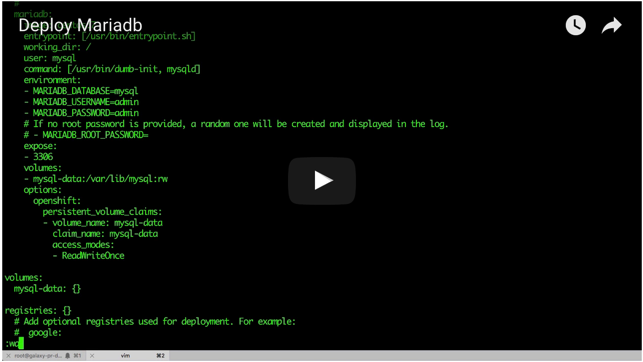 #
mariadb:
Deploy Mariadb
entrypoint: [/usr/bin/entrypoint.sh]
working_dir: /
user: mysql
command: [/usr/bin/dumb-init, mysqld]
environment:
- MARIADB_DATABASE=mysql
- MARIADB_USERNAME=admin
- MARIADB_PASSWORD=admin
# If no root password is provided, a random one will be created and displayed in the log.
# - MARIADB_ROOT_PASSWORD=
expose:
- 3306
volumes:
- mysql-data:/var/lib/mysql:rw
options:
openshift:
persistent_volume_claims:
- volume_name: mysql-data
claim_name: mysql-data
access_modes:
- ReadWriteOnce
volumes:
mysql-data: {}
registries: {}
# Add optional registries used for deployment. For example:
#  google:
:wq
root@galaxy-pr-d... ⌘1 vim ⌘2